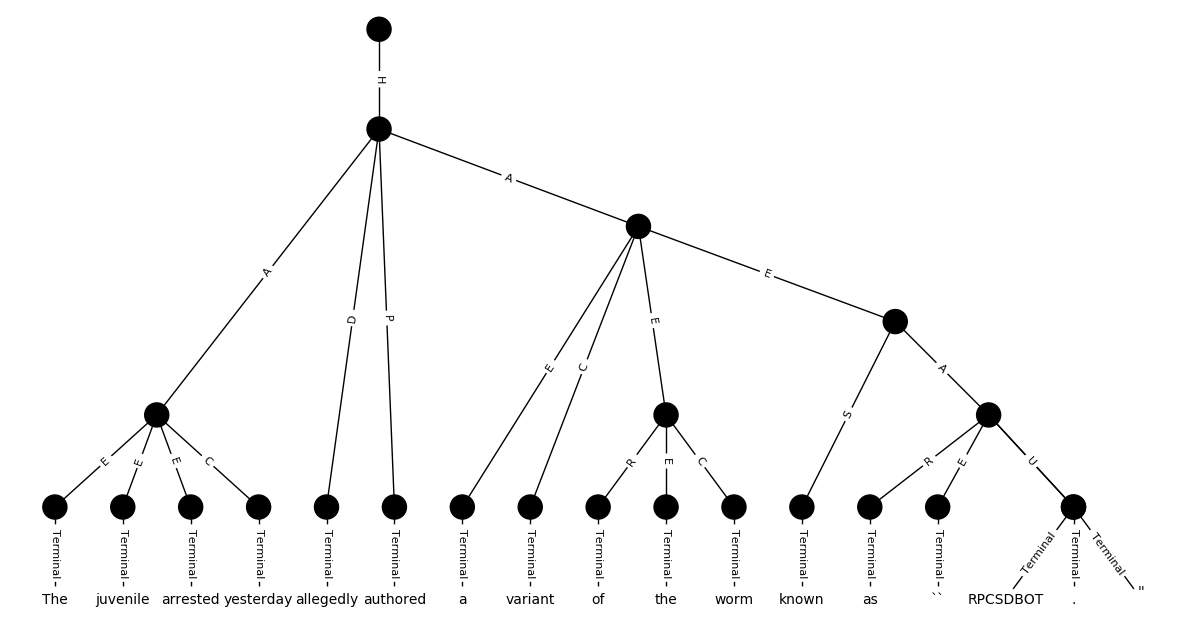 H
A
A
E
D
P
E
E
C
A
S
E
E
E
C
R
E
C
R
E
U
Terminal Terminal Terminal Terminal Terminal Terminal Terminal Terminal Terminal Terminal Terminal Terminal Terminal Terminal Terminal Terminal Terminal
The juvenile arrested yesterday allegedly authored a variant of the worm known as `` RPCSDBOT . "